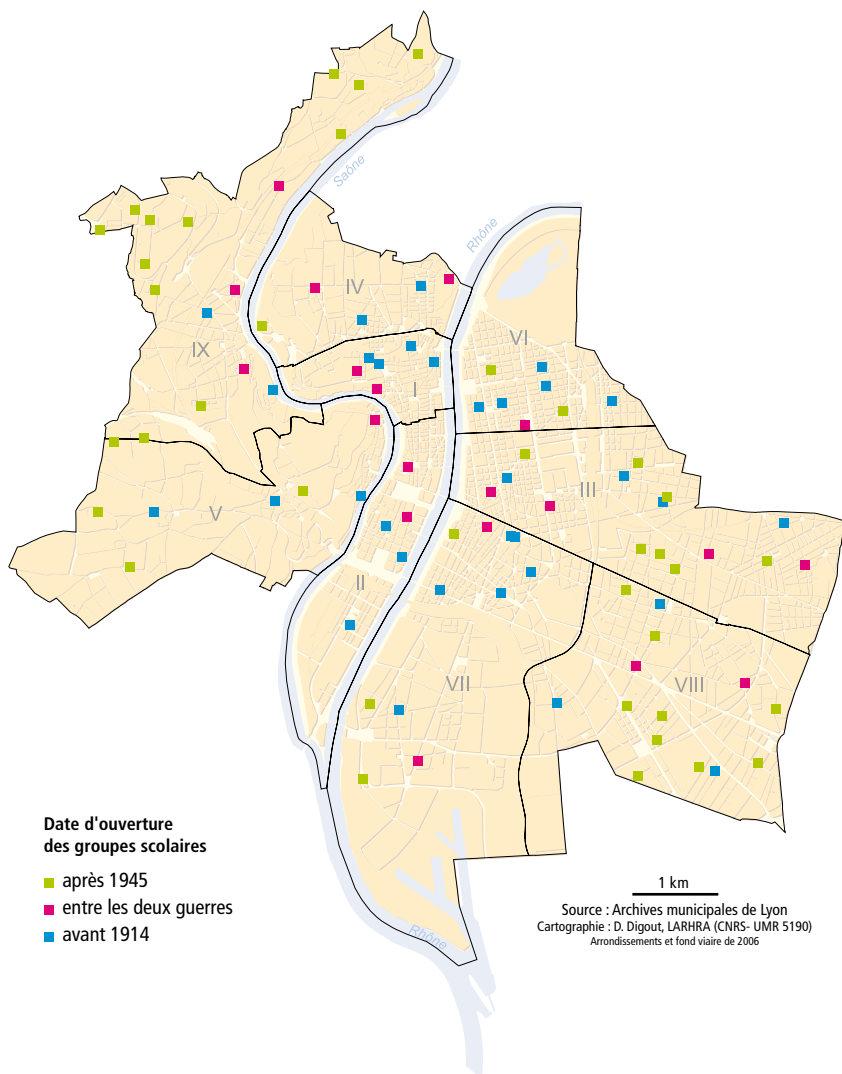 Saône
Rhône
IV
VI
IX
I
III
V
II
VII
VIII
Date d'ouverture
des groupes scolaires
après 1945
entre les deux guerres
avant 1914
1 km
Source : Archives municipales de Lyon
Cartographie : D. Digout, LARHRA (CNRS- UMR 5190)
Arrondissements et fond viaire de 2006
Rhône